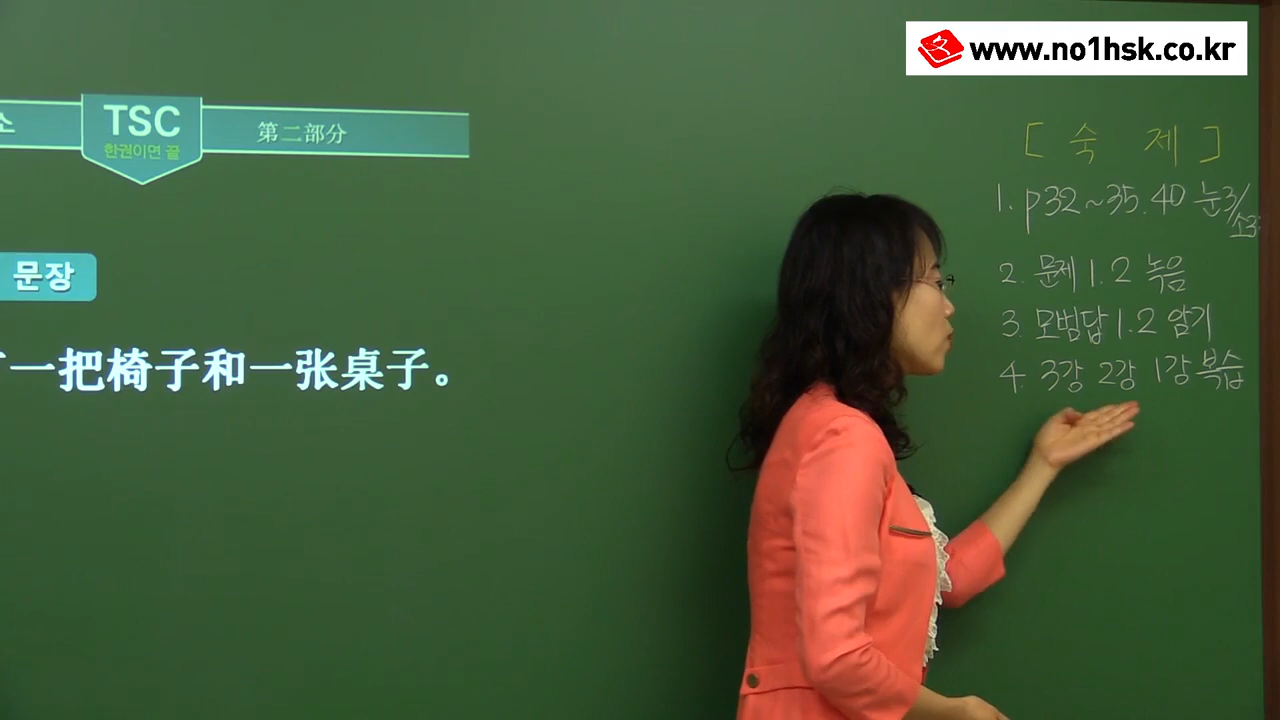 www.no1hsk.co.kr
소
TSC
한권이면 끝
第二部分
[ 숙 제 ]
1. p32~35. 40 눈3/
소3
2. 문제 1. 2 녹음
3. 모범답 1. 2 암기
4. 3강 2강 1강 복습
문장
一把椅子和一张桌子。